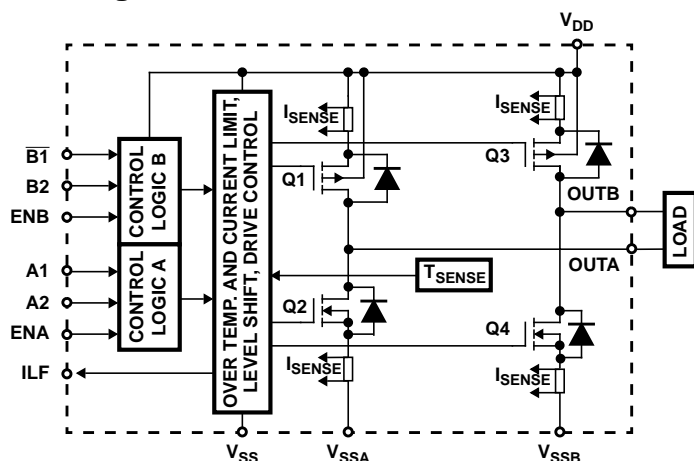 V_DD
I_SENSE
I_SENSE
B̅1̅
B2
ENB
A1
A2
ENA
ILF
CONTROL
LOGIC B
CONTROL
LOGIC A
OVER TEMP. AND CURRENT LIMIT,
LEVEL SHIFT, DRIVE CONTROL
Q1
Q3
OUTB
LOAD
OUTA
T_SENSE
Q2
Q4
I_SENSE
I_SENSE
V_SS
V_SSA
V_SSB